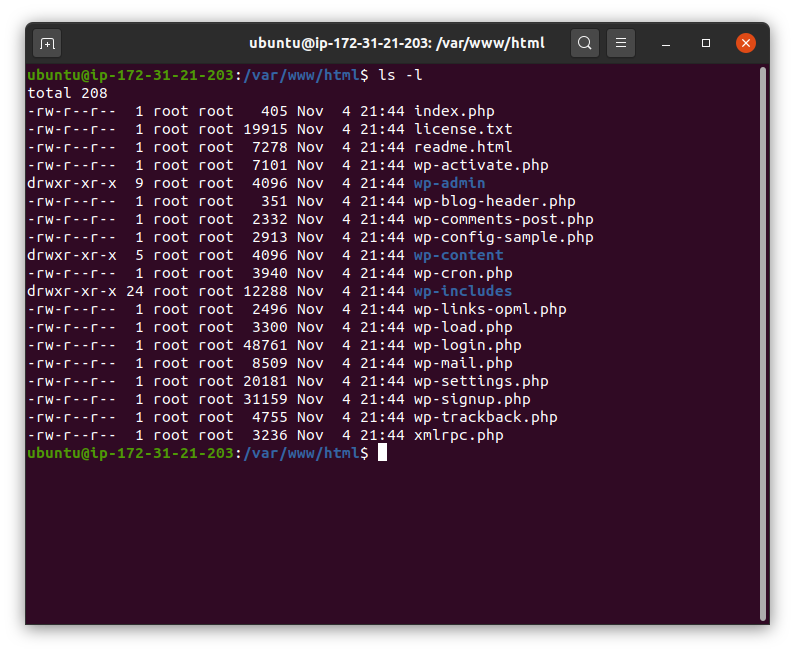 ubuntu@ip-172-31-21-203: /var/www/html
ubuntu@ip-172-31-21-203:/var/www/html$ ls -l
total 208
-rw-r--r--  1 root root   405 Nov  4 21:44 index.php
-rw-r--r--  1 root root 19915 Nov  4 21:44 license.txt
-rw-r--r--  1 root root  7278 Nov  4 21:44 readme.html
-rw-r--r--  1 root root  7101 Nov  4 21:44 wp-activate.php
drwxr-xr-x  9 root root  4096 Nov  4 21:44 wp-admin
-rw-r--r--  1 root root   351 Nov  4 21:44 wp-blog-header.php
-rw-r--r--  1 root root  2332 Nov  4 21:44 wp-comments-post.php
-rw-r--r--  1 root root  2913 Nov  4 21:44 wp-config-sample.php
drwxr-xr-x  5 root root  4096 Nov  4 21:44 wp-content
-rw-r--r--  1 root root  3940 Nov  4 21:44 wp-cron.php
drwxr-xr-x 24 root root 12288 Nov  4 21:44 wp-includes
-rw-r--r--  1 root root  2496 Nov  4 21:44 wp-links-opml.php
-rw-r--r--  1 root root  3300 Nov  4 21:44 wp-load.php
-rw-r--r--  1 root root 48761 Nov  4 21:44 wp-login.php
-rw-r--r--  1 root root  8509 Nov  4 21:44 wp-mail.php
-rw-r--r--  1 root root 20181 Nov  4 21:44 wp-settings.php
-rw-r--r--  1 root root 31159 Nov  4 21:44 wp-signup.php
-rw-r--r--  1 root root  4755 Nov  4 21:44 wp-trackback.php
-rw-r--r--  1 root root  3236 Nov  4 21:44 xmlrpc.php
ubuntu@ip-172-31-21-203:/var/www/html$